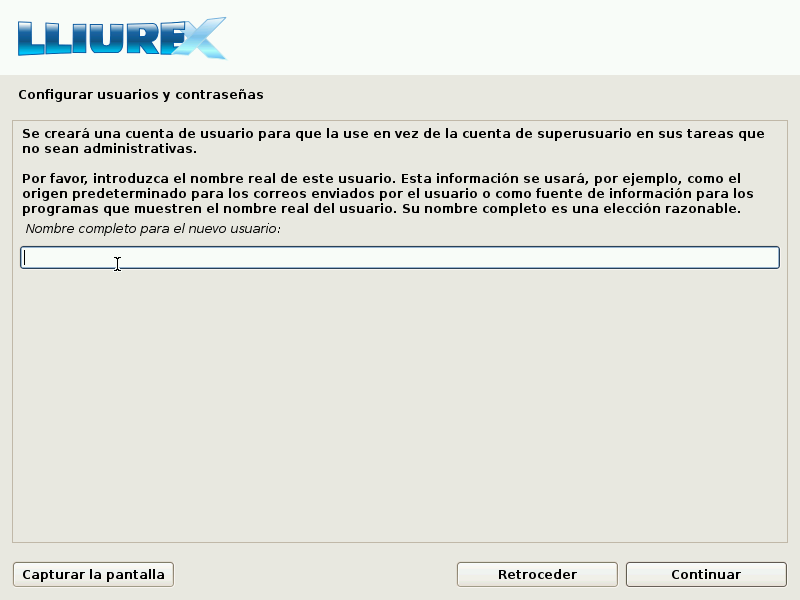 LLIUREX
Configurar usuarios y contraseñas
Se creará una cuenta de usuario para que la use en vez de la cuenta de superusuario en sus tareas que
no sean administrativas.
Por favor, introduzca el nombre real de este usuario. Esta información se usará, por ejemplo, como el
origen predeterminado para los correos enviados por el usuario o como fuente de información para los
programas que muestren el nombre real del usuario. Su nombre completo es una elección razonable.
Nombre completo para el nuevo usuario:
Capturar la pantalla
Retroceder
Continuar